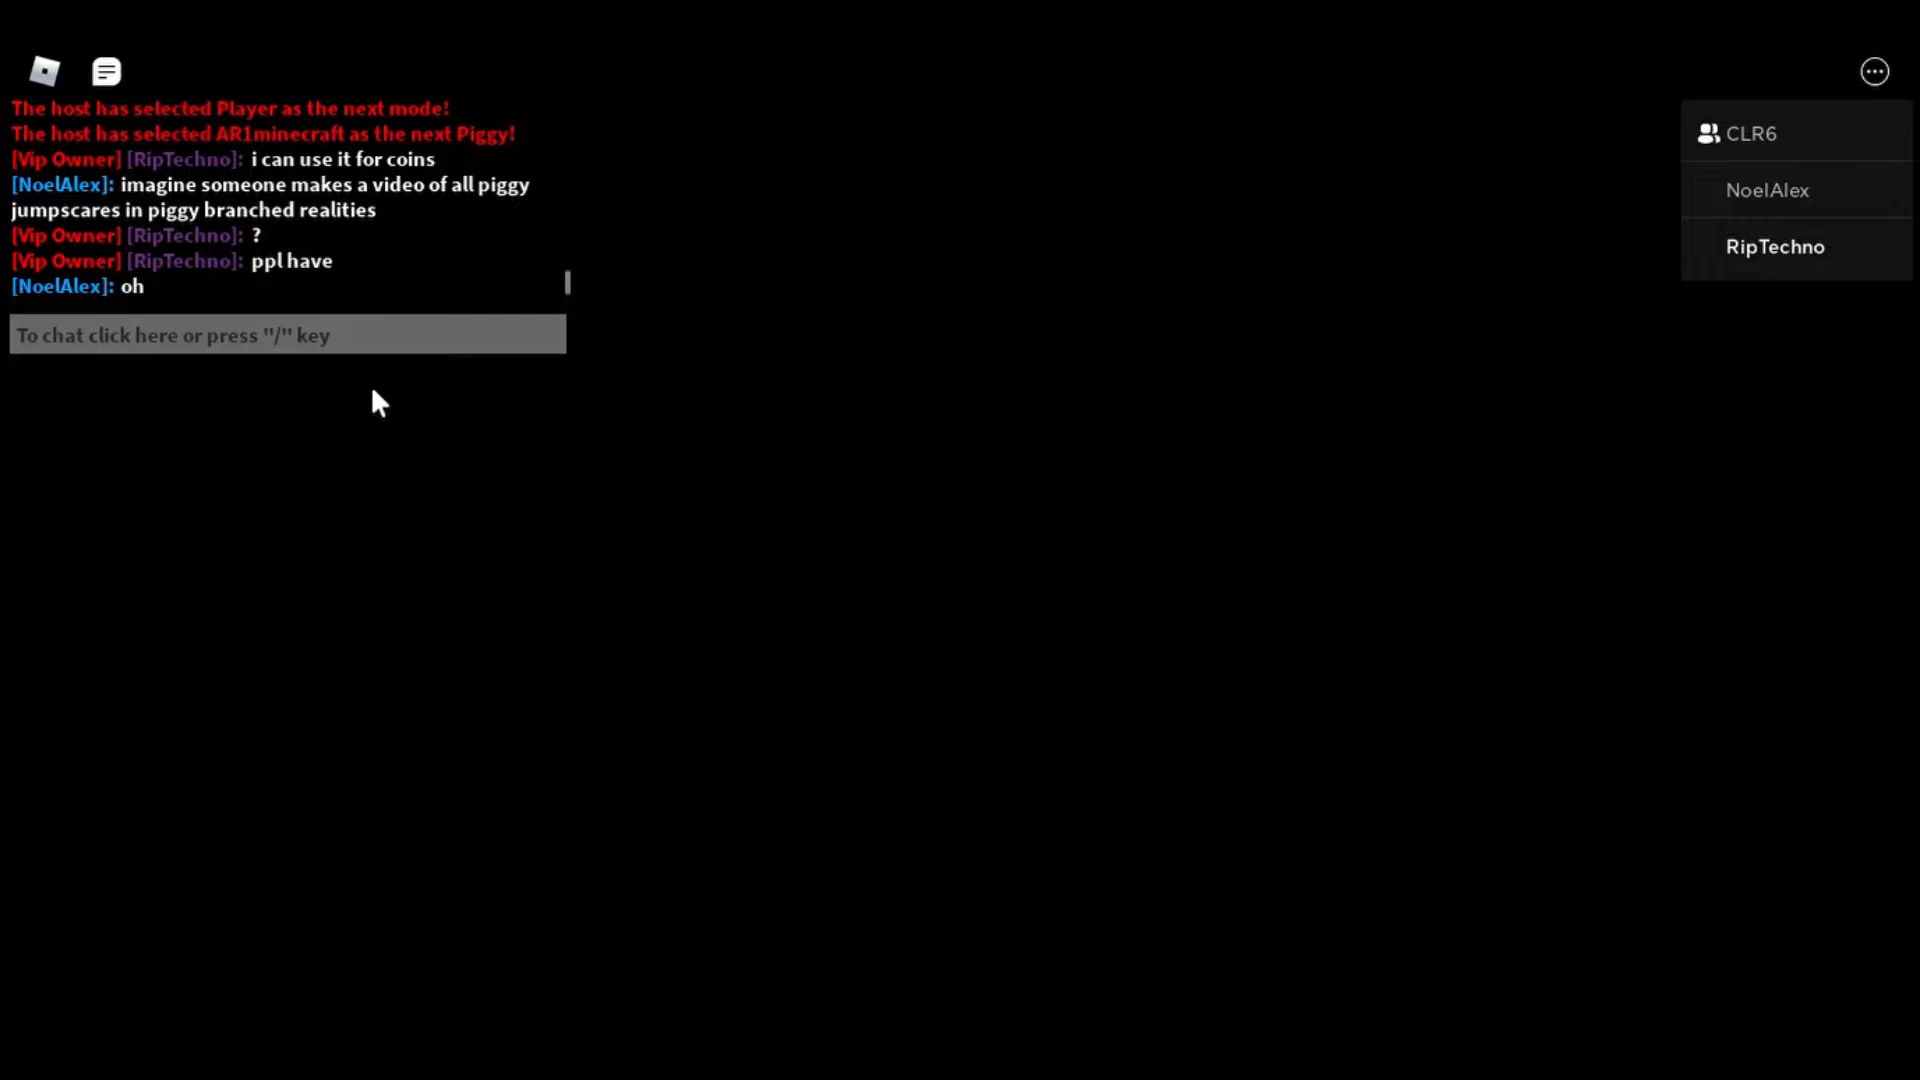 The host has selected Player as the next mode!
The host has selected AR1minecraft as the next Piggy!
[Vip Owner] [RipTechno]: i can use it for coins
[NoelAlex]: imagine someone makes a video of all piggy
jumpscares in piggy branched realities
[Vip Owner] [RipTechno]: ?
[Vip Owner] [RipTechno]: ppl have
[NoelAlex]: oh
To chat click here or press "/" key
CLR6
NoelAlex
RipTechno